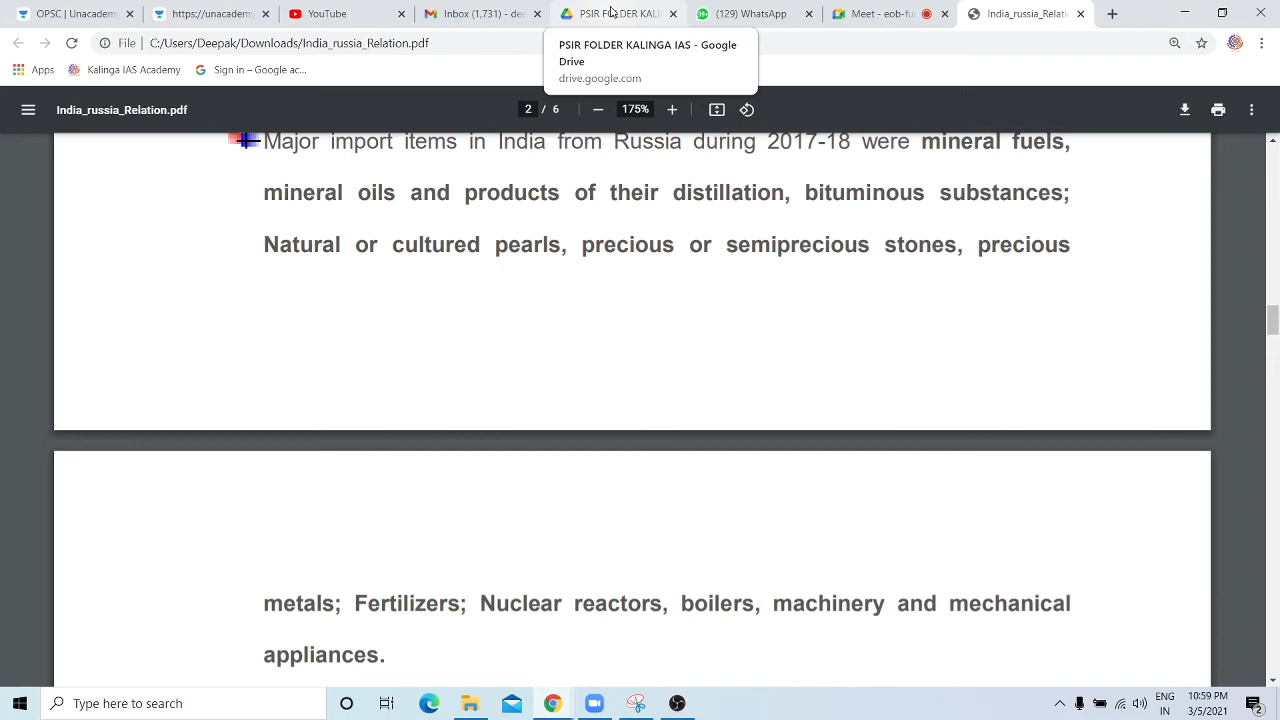 OPSC | UNACADEMY
https://unacadem
YouTube
Inbox (1,731) - dee
PSIR FOLDER KALI
(129) WhatsApp
Meet - eob-fui
India_russia_Relati
File | C:/Users/Deepak/Downloads/India_russia_Relation.pdf
Apps
Kalinga IAS Academy
Sign in – Google ac...
PSIR FOLDER KALINGA IAS - Google
Drive
drive.google.com
India_russia_Relation.pdf
2 / 6
175%
Major import items in India from Russia during 2017-18 were mineral fuels,
mineral oils and products of their distillation, bituminous substances;
Natural or cultured pearls, precious or semiprecious stones, precious
metals; Fertilizers; Nuclear reactors, boilers, machinery and mechanical
appliances.
Type here to search
ENG
IN
10:59 PM
3/5/2021
2